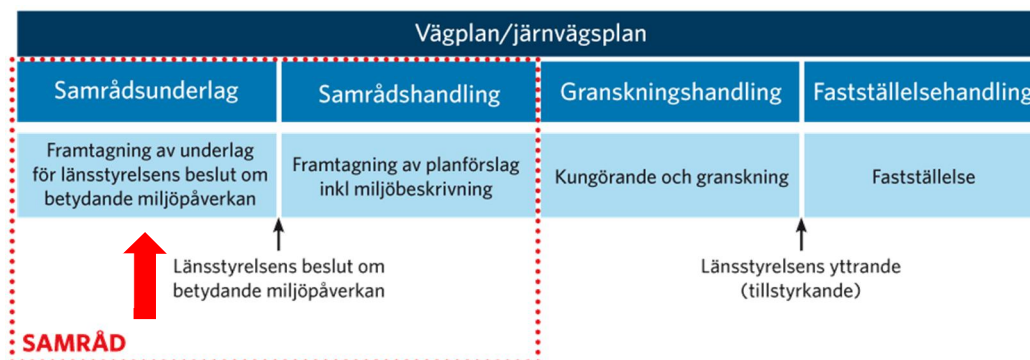 Vägplan/järnvägsplan
Samrådsunderlag
Samrådshandling
Granskningshandling
Fastställelsehandling
Framtagning av underlag
för länsstyrelsens beslut om
betydande miljöpåverkan
Framtagning av planförslag
inkl miljöbeskrivning
Kungörande och granskning
Fastställelse
Länsstyrelsens beslut om
betydande miljöpåverkan
Länsstyrelsens yttrande
(tillstyrkande)
SAMRÅD